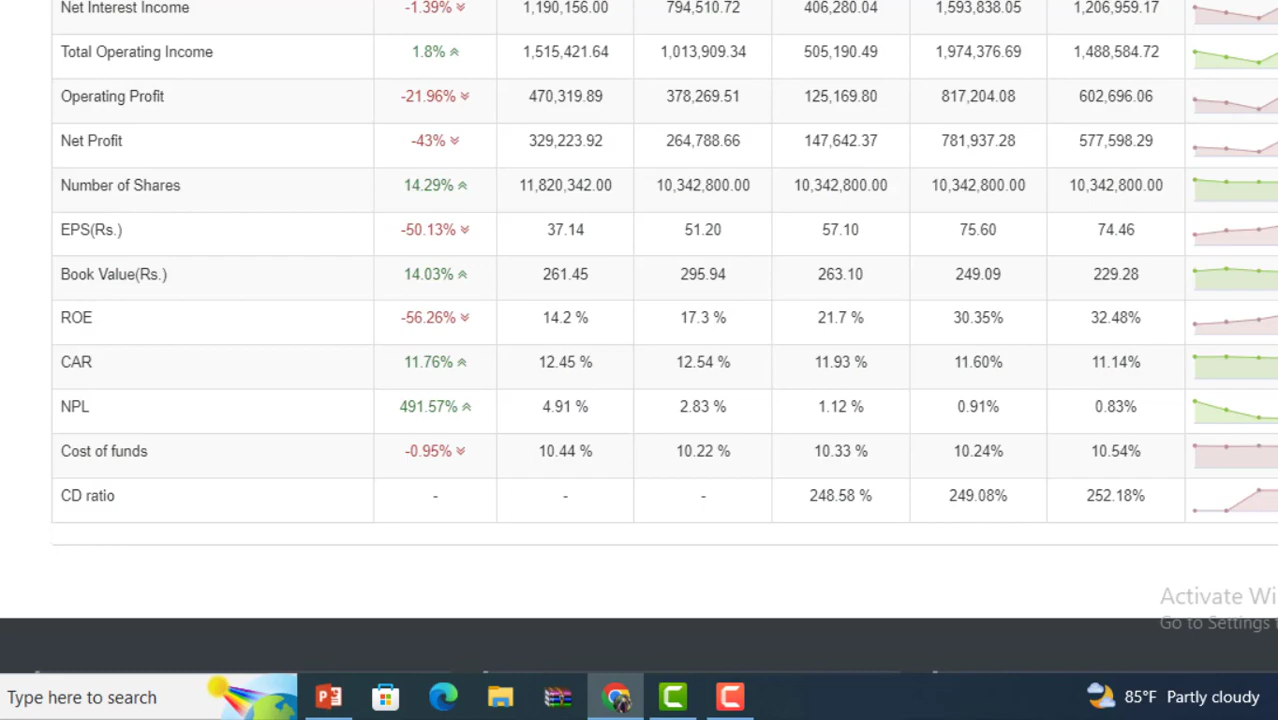 Net Interest Income -1.39% 1,190,156.00 794,510.72 406,280.04 1,593,838.05 1,206,959.17
Total Operating Income 1.8% 1,515,421.64 1,013,909.34 505,190.49 1,974,376.69 1,488,584.72
Operating Profit -21.96% 470,319.89 378,269.51 125,169.80 817,204.08 602,696.06
Net Profit -43% 329,223.92 264,788.66 147,642.37 781,937.28 577,598.29
Number of Shares 14.29% 11,820,342.00 10,342,800.00 10,342,800.00 10,342,800.00 10,342,800.00
EPS(Rs.) -50.13% 37.14 51.20 57.10 75.60 74.46
Book Value(Rs.) 14.03% 261.45 295.94 263.10 249.09 229.28
ROE -56.26% 14.2 % 17.3 % 21.7 % 30.35% 32.48%
CAR 11.76% 12.45 % 12.54 % 11.93 % 11.60% 11.14%
NPL 491.57% 4.91 % 2.83 % 1.12 % 0.91% 0.83%
Cost of funds -0.95% 10.44 % 10.22 % 10.33 % 10.24% 10.54%
CD ratio - - - 248.58 % 249.08% 252.18%
Activate Wi
Go to Settings
Type here to search
85°F Partly cloudy